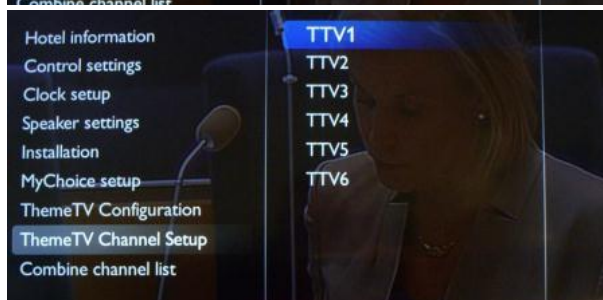 Combine channel list
Hotel information
Control settings
Clock setup
Speaker settings
Installation
MyChoice setup
ThemeTV Configuration
ThemeTV Channel Setup
Combine channel list
TTV1
TTV2
TTV3
TTV4
TTV5
TTV6